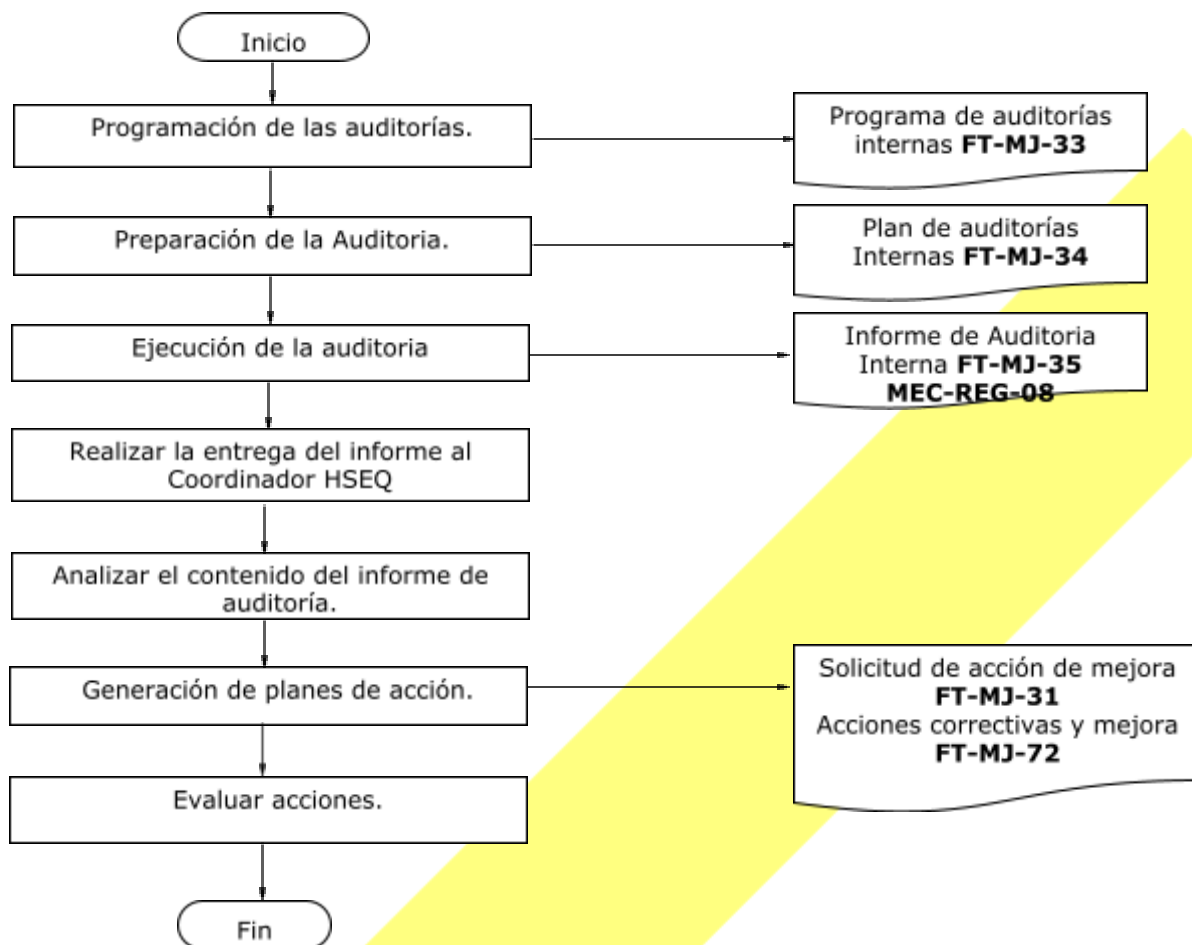 Inicio
Programación de las auditorías.
Programa de auditorías
internas FT-MJ-33
Preparación de la Auditoria.
Plan de auditorías
Internas FT-MJ-34
Ejecución de la auditoria
Informe de Auditoria
Interna FT-MJ-35
MEC-REG-08
Realizar la entrega del informe al
Coordinador HSEQ
Analizar el contenido del informe de
auditoría.
Generación de planes de acción.
Solicitud de acción de mejora
FT-MJ-31
Acciones correctivas y mejora
FT-MJ-72
Evaluar acciones.
Fin